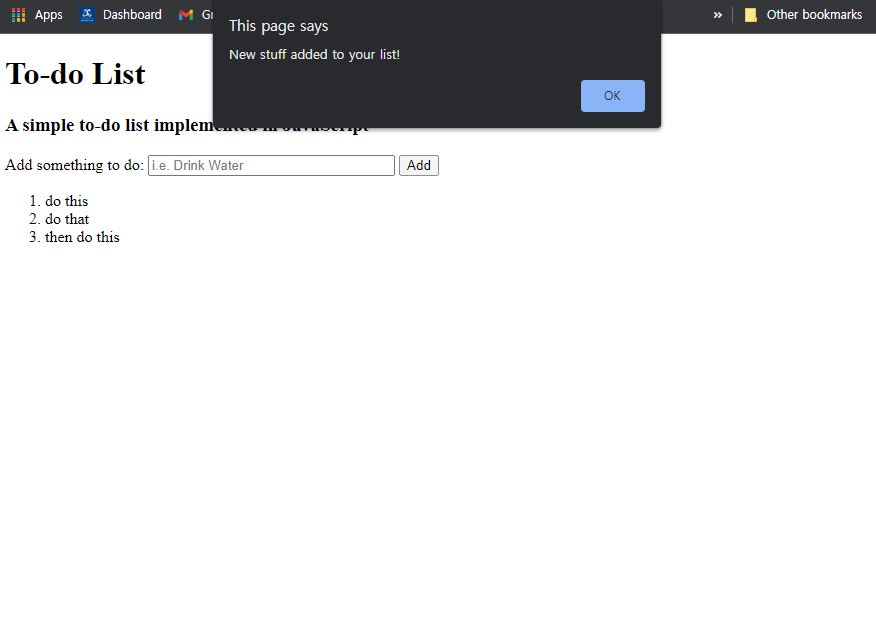 Apps Dashboard » Other bookmarks
This page says
New stuff added to your list!
OK
To-do List
A simple to-do list implemented in JavaScript
Add something to do: i.e. Drink Water Add
1. do this
2. do that
3. then do this